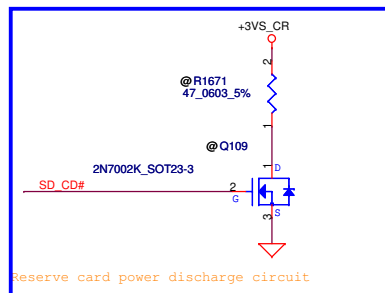 +3VS_CR
2
@ R1671
47_0603_5%
1
@ Q109
2N7002K_SOT23-3
1 D
SD_CD#
2
G
3 S
Reserve card power discharge circuit